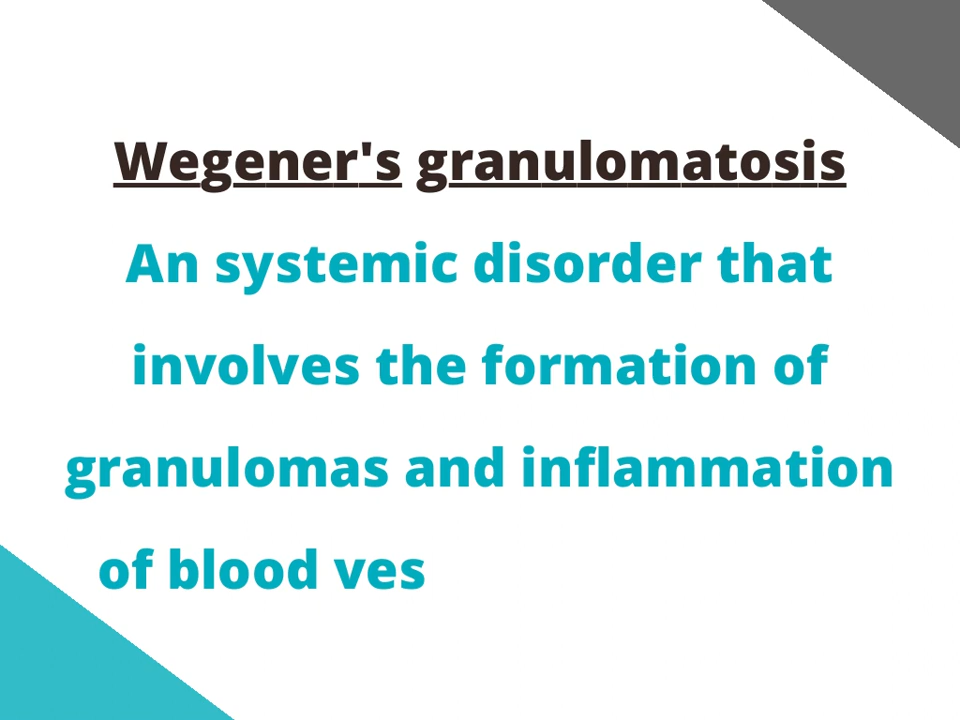 Wegener's granulomatosis
An systemic disorder that
involves the formation of
granulomas and inflammation
of blood ves